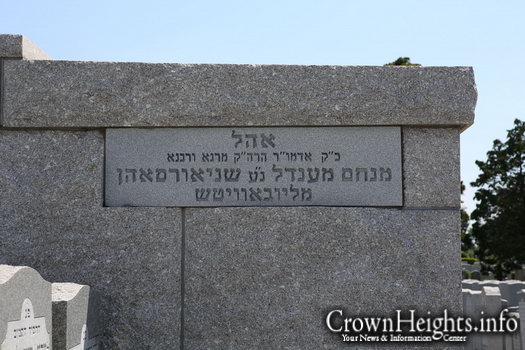 אהל
כ"ק אדמו"ר הרה"ק מרנא ורבנא
מנחם מענדל נ"ע שניאורסאהן
מליובאוויטש
CrownHeights.info
Your News & Information Center